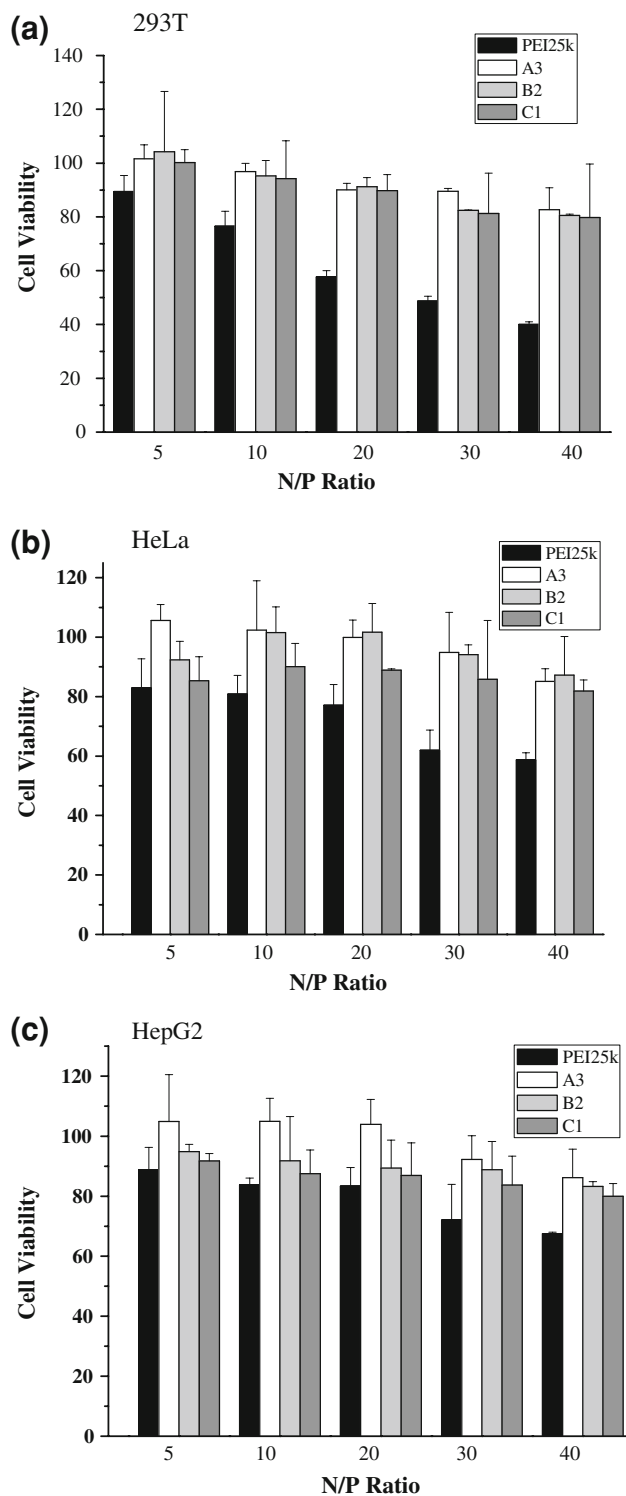 (a) 293T
PEI25k
A3
B2
C1
140
120
100
80
60
40
20
0
Cell Viability
5 10 20 30 40
N/P Ratio
(b) HeLa
PEI25k
A3
B2
C1
120
100
80
60
40
20
0
Cell Viability
5 10 20 30 40
N/P Ratio
(c) HepG2
PEI25k
A3
B2
C1
120
100
80
60
40
20
0
Cell Viability
5 10 20 30 40
N/P Ratio